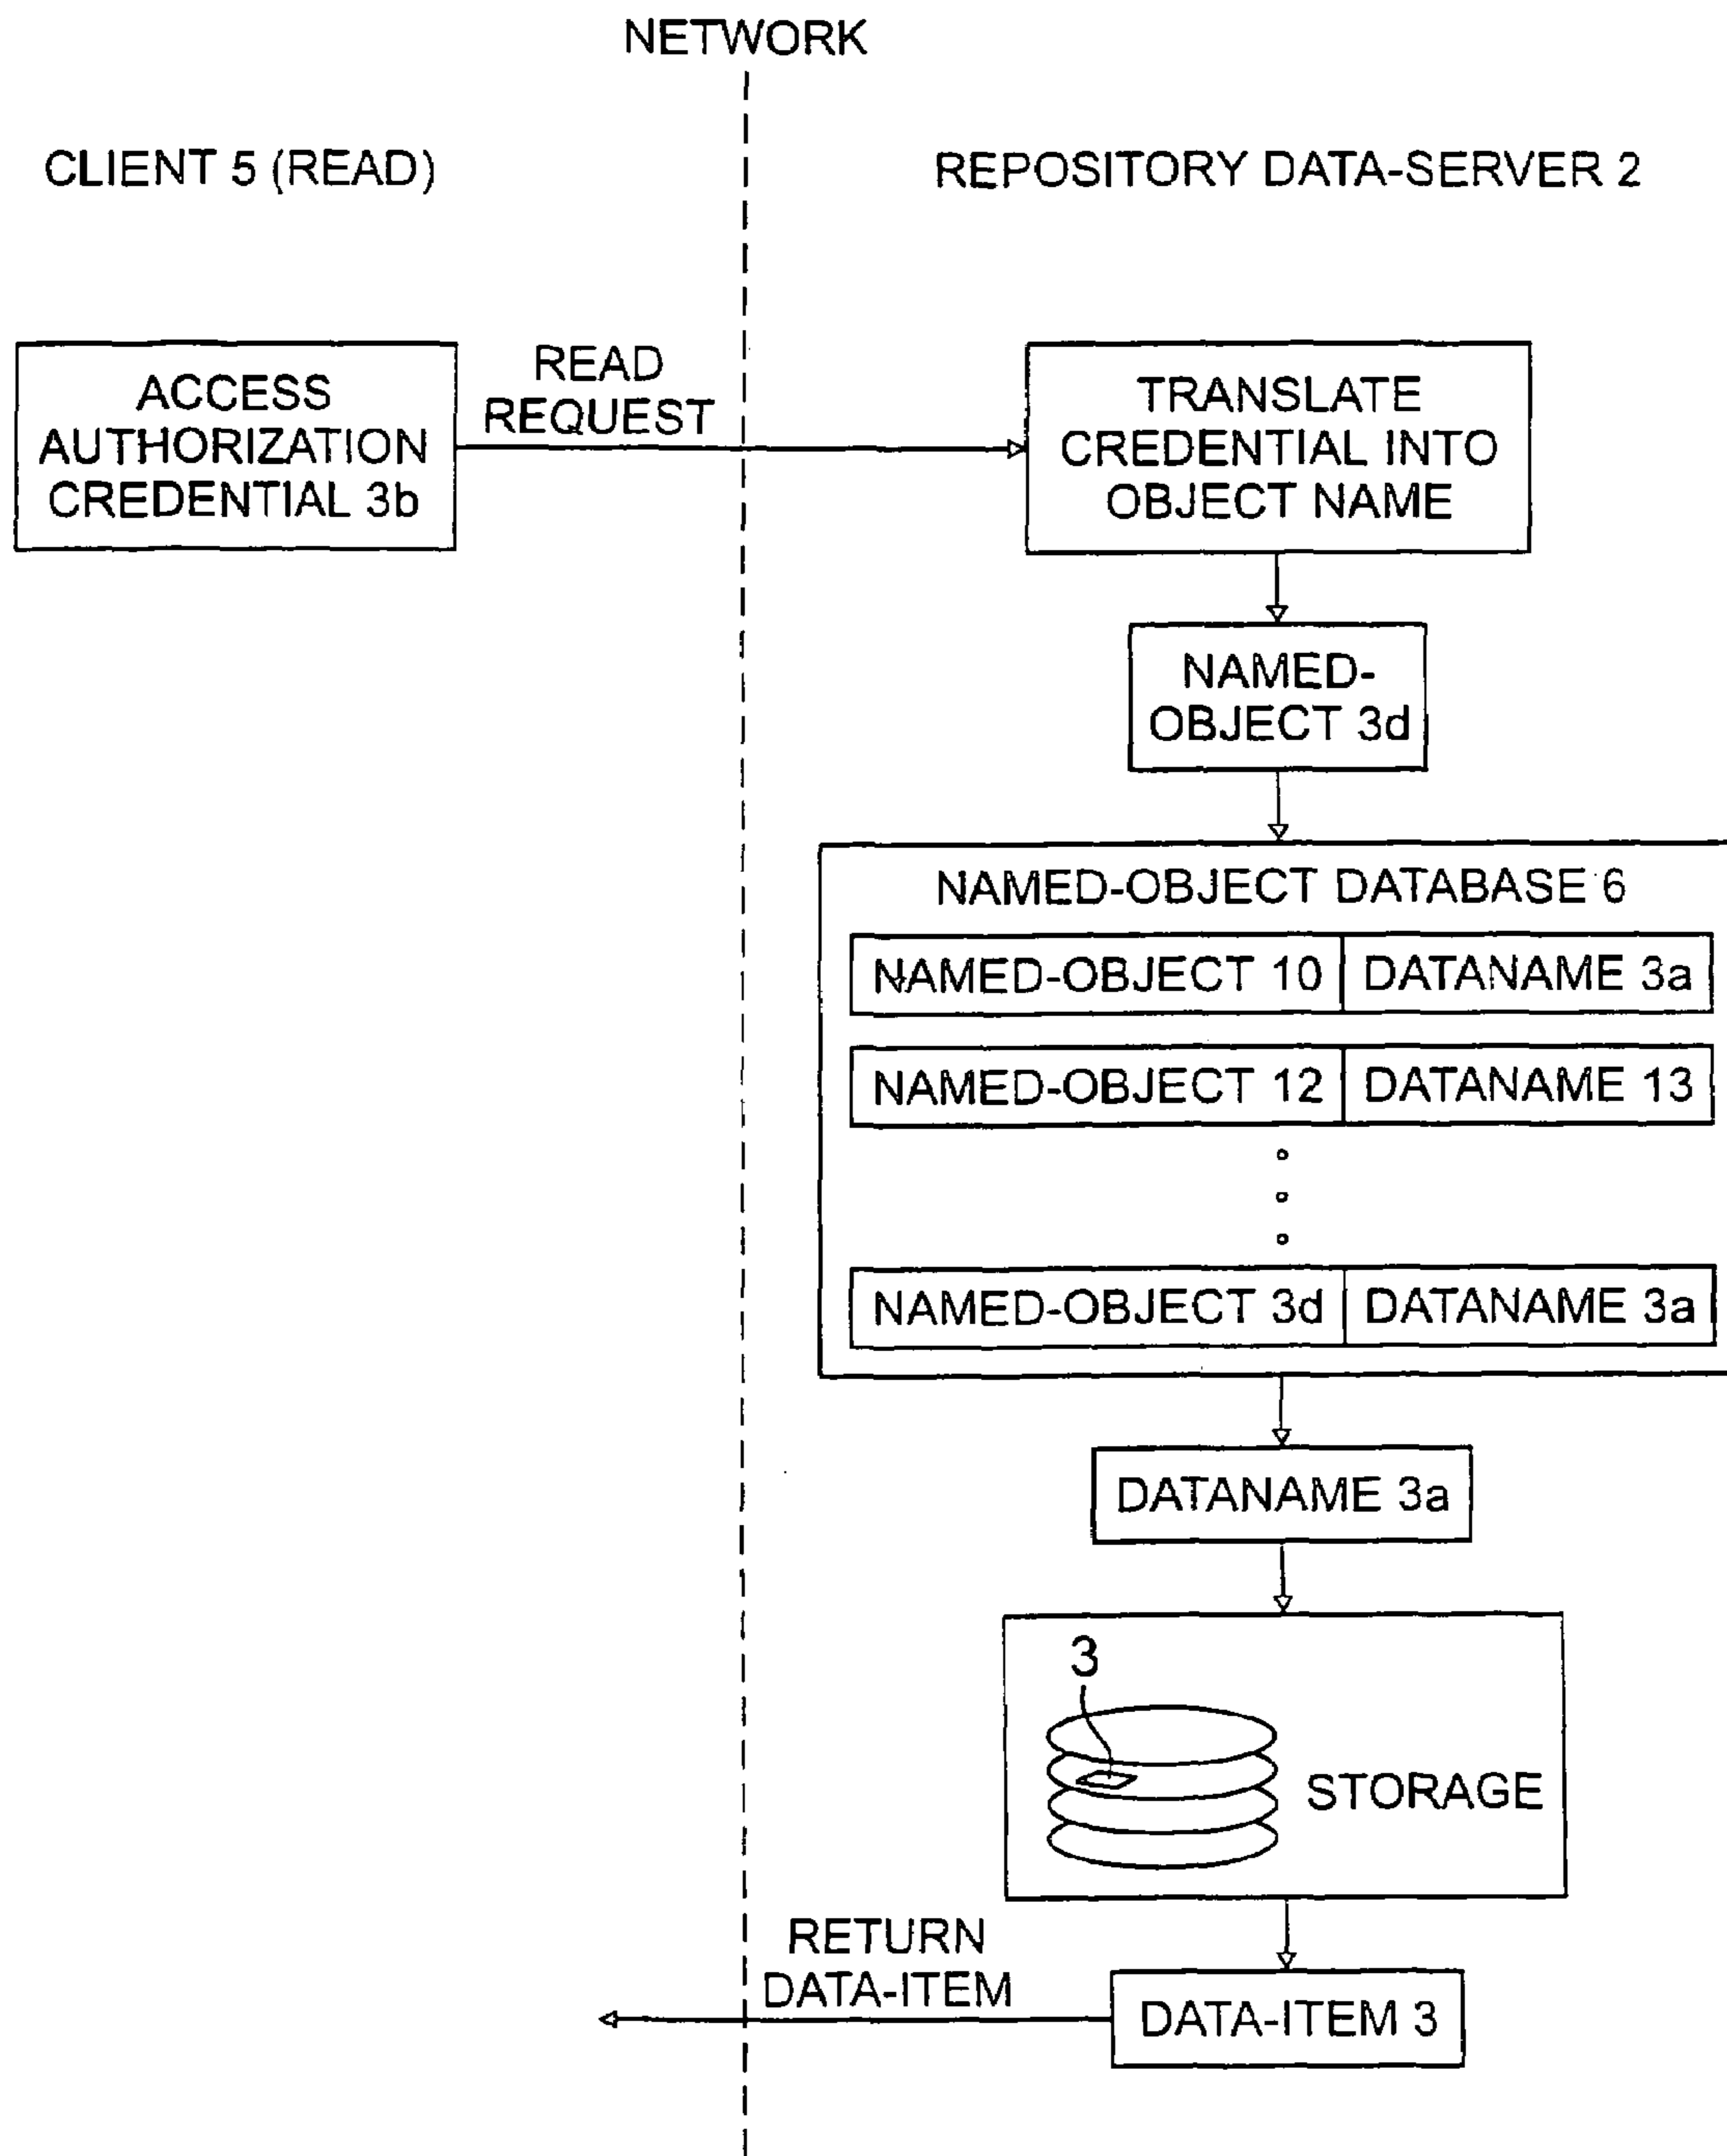 NETWORK
CLIENT 5 (READ)
REPOSITORY DATA-SERVER 2
ACCESS
AUTHORIZATION
CREDENTIAL 3b
READ
REQUEST
TRANSLATE
CREDENTIAL INTO
OBJECT NAME
NAMED-
OBJECT 3d
NAMED-OBJECT DATABASE 6
NAMED-OBJECT 10 DATANAME 3a
NAMED-OBJECT 12 DATANAME 13
NAMED-OBJECT 3d DATANAME 3a
DATANAME 3a
3
STORAGE
RETURN
DATA-ITEM
DATA-ITEM 3